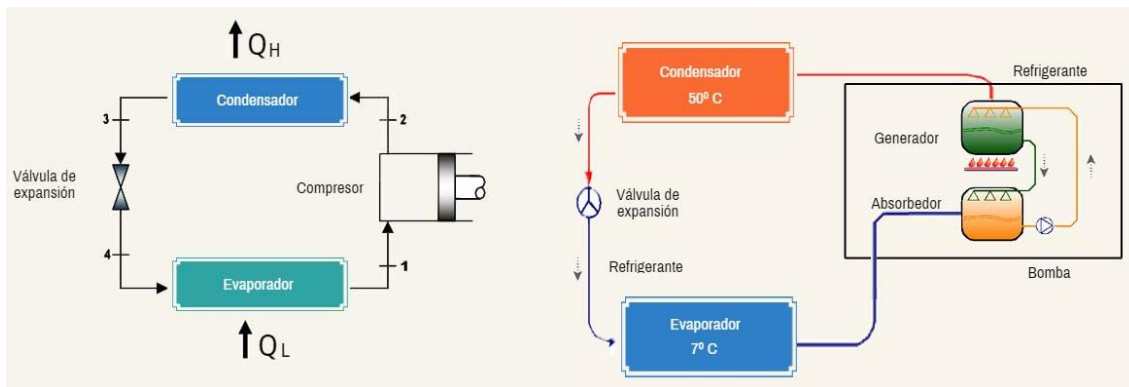 Q_H
Condensador
3
2
Válvula de
expansión
Compresor
4
1
Evaporador
Q_L
Condensador
50º C
Refrigerante
Generador
Válvula de
expansión
Absorbedor
Refrigerante
Bomba
Evaporador
7º C